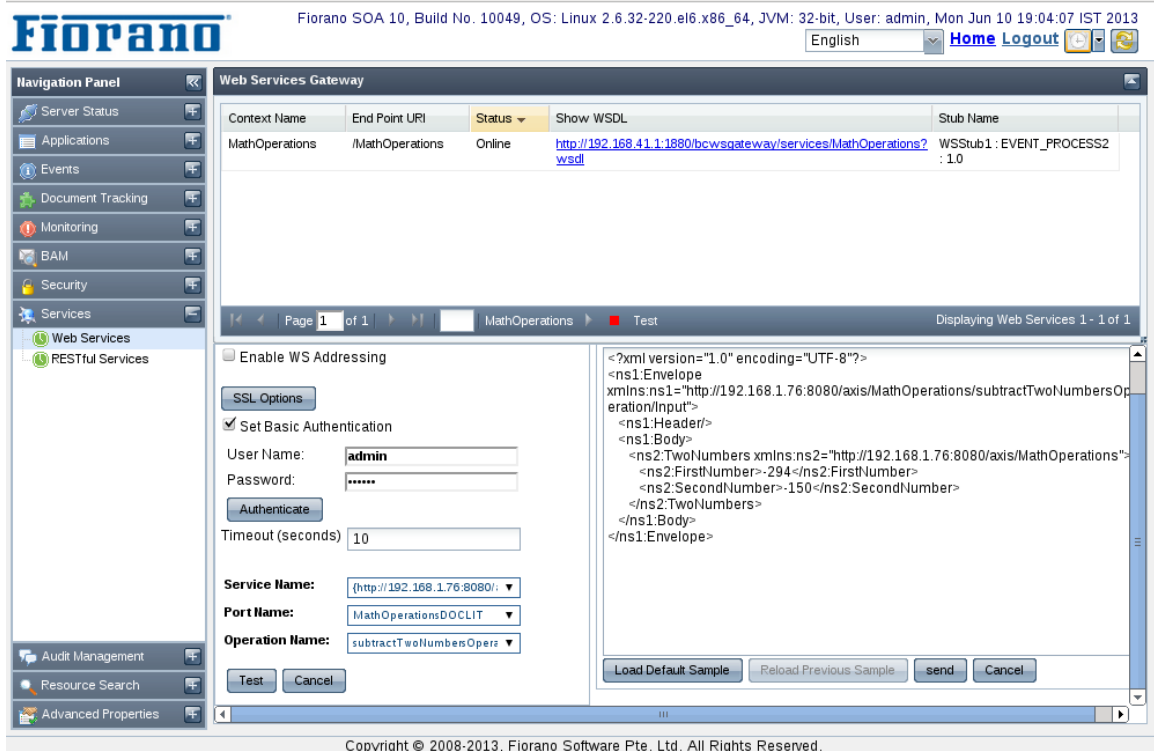 Fiorano
Fiorano SOA 10, Build No. 10049, OS: Linux 2.6.32-220.el6.x86_64, JVM: 32-bit, User: admin, Mon Jun 10 19:04:07 IST 2013
English
Home Logout
Navigation Panel
Server Status
Applications
Events
Document Tracking
Monitoring
BAM
Security
Services
Web Services
RESTful Services
Audit Management
Resource Search
Advanced Properties
Web Services Gateway
Context Name End Point URI Status Show WSDL Stub Name
MathOperations /MathOperations Online http://192.168.41.1:1880/bcwsgateway/services/MathOperations? WSStub1 : EVENT_PROCESS2
wsdl : 1.0
Page 1 of 1 MathOperations Test Displaying Web Services 1 - 1 of 1
Enable WS Addressing
SSL Options
Set Basic Authentication
User Name: admin
Password: ••••••
Authenticate
Timeout (seconds) 10
Service Name: {http://192.168.1.76:8080/
Port Name: MathOperationsDOCLIT
Operation Name: subtractTwoNumbersOpera
Test Cancel
<?xml version="1.0" encoding="UTF-8"?>
<ns1:Envelope
xmlns:ns1="http://192.168.1.76:8080/axis/MathOperations/subtractTwoNumbersOp
eration/Input">
<ns1:Header/>
<ns1:Body>
<ns2:TwoNumbers xmlns:ns2="http://192.168.1.76:8080/axis/MathOperations">
<ns2:FirstNumber>-294</ns2:FirstNumber>
<ns2:SecondNumber>-150</ns2:SecondNumber>
</ns2:TwoNumbers>
</ns1:Body>
</ns1:Envelope>
Load Default Sample Reload Previous Sample send Cancel
Copyright © 2008-2013, Fiorano Software Pte. Ltd. All Rights Reserved.